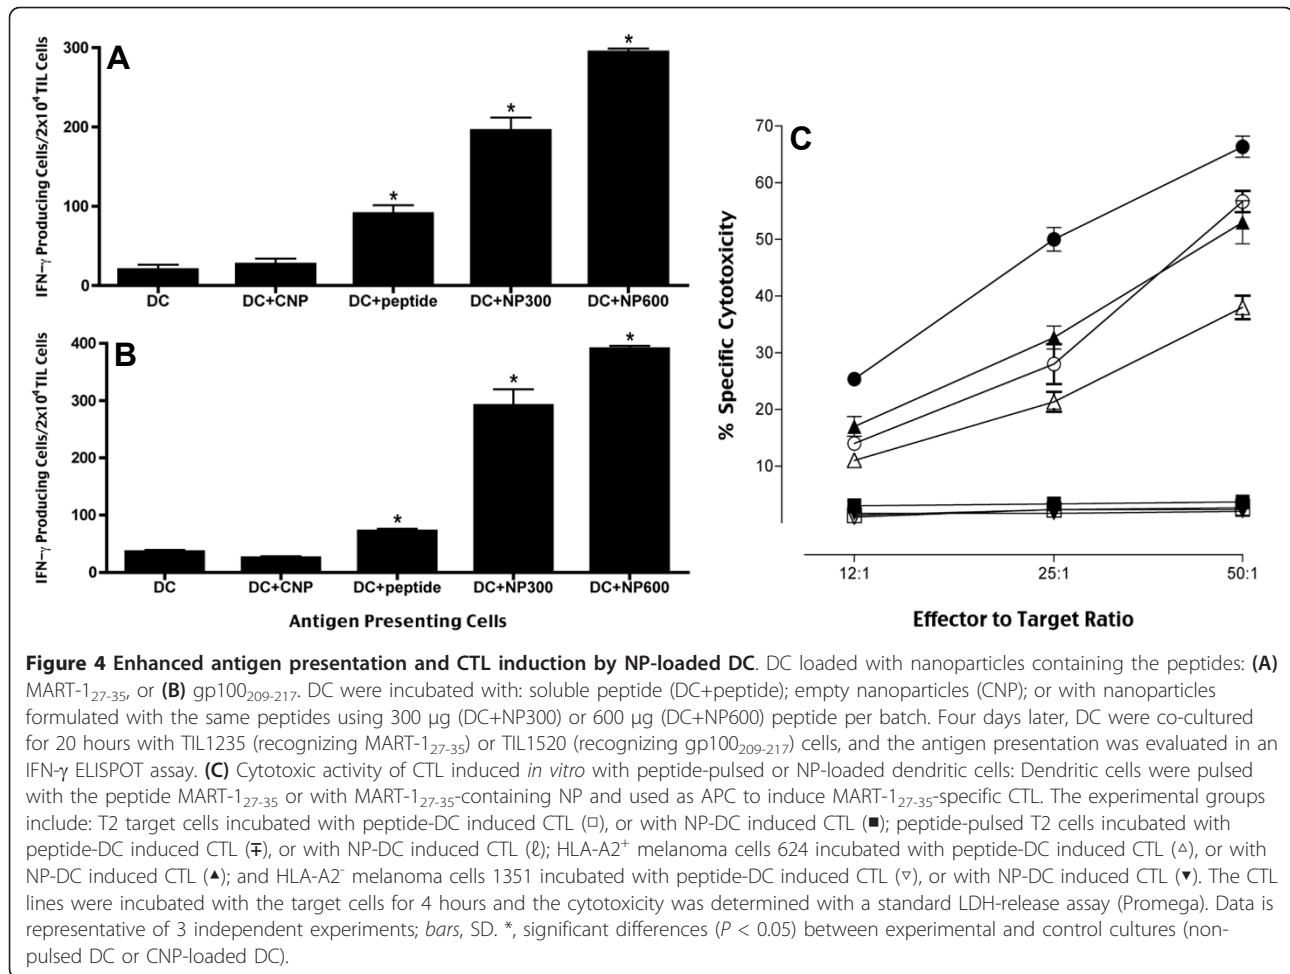 A
IFN-γ Producing Cells/2x10⁴TIL Cells
300
200
100
0
*
*
*
DC
DC+CNP
DC+peptide
DC+NP300
DC+NP600
B
IFN-γ Producing Cells/2x10⁴TIL Cells
400
300
200
100
0
*
*
*
DC
DC+CNP
DC+peptide
DC+NP300
DC+NP600
Antigen Presenting Cells
C
% Specific Cytotoxicity
70
60
50
40
30
20
10
12:1
25:1
50:1
Effector to Target Ratio
Figure 4 Enhanced antigen presentation and CTL induction by NP-loaded DC. DC loaded with nanoparticles containing the peptides: (A)
MART-1₂₇₋₃₅, or (B) gp100₂₀₉₋₂₁₇. DC were incubated with: soluble peptide (DC+peptide); empty nanoparticles (CNP); or with nanoparticles
formulated with the same peptides using 300 μg (DC+NP300) or 600 μg (DC+NP600) peptide per batch. Four days later, DC were co-cultured
for 20 hours with TIL1235 (recognizing MART-1₂₇₋₃₅) or TIL1520 (recognizing gp100₂₀₉₋₂₁₇) cells, and the antigen presentation was evaluated in an
IFN-γ ELISPOT assay. (C) Cytotoxic activity of CTL induced in vitro with peptide-pulsed or NP-loaded dendritic cells: Dendritic cells were pulsed
with the peptide MART-1₂₇₋₃₅ or with MART-1₂₇₋₃₅-containing NP and used as APC to induce MART-1₂₇₋₃₅-specific CTL. The experimental groups
include: T2 target cells incubated with peptide-DC induced CTL (□), or with NP-DC induced CTL (■); peptide-pulsed T2 cells incubated with
peptide-DC induced CTL (∓), or with NP-DC induced CTL (ℓ); HLA-A2⁺ melanoma cells 624 incubated with peptide-DC induced CTL (△), or with
NP-DC induced CTL (▲); and HLA-A2⁻ melanoma cells 1351 incubated with peptide-DC induced CTL (▽), or with NP-DC induced CTL (▼). The CTL
lines were incubated with the target cells for 4 hours and the cytotoxicity was determined with a standard LDH-release assay (Promega). Data is
representative of 3 independent experiments; bars, SD. *, significant differences (P < 0.05) between experimental and control cultures (non-
pulsed DC or CNP-loaded DC).